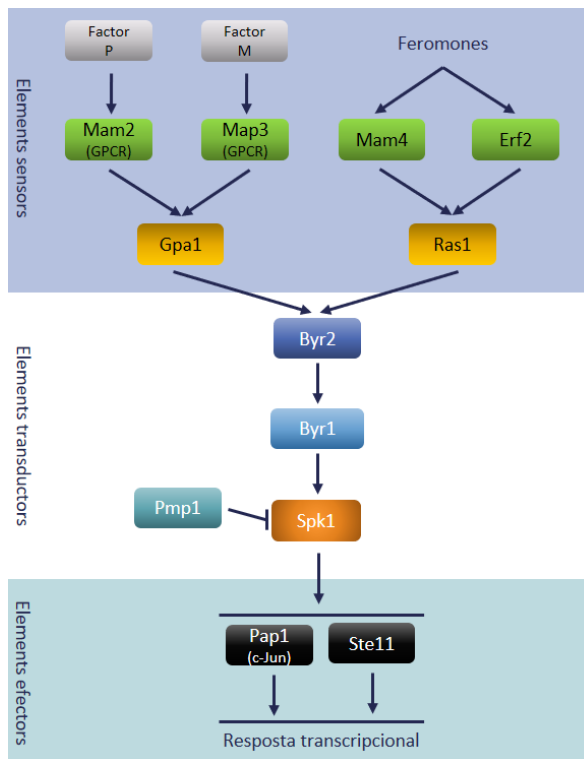 Elements sensors
Factor
P
Factor
M
Feromones
Mam2
(GPCR)
Map3
(GPCR)
Mam4
Erf2
Gpa1
Ras1
Elements transductors
Byr2
Byr1
Pmp1
Spk1
Elements efectors
Pap1
(c-Jun)
Ste11
Resposta transcripcional